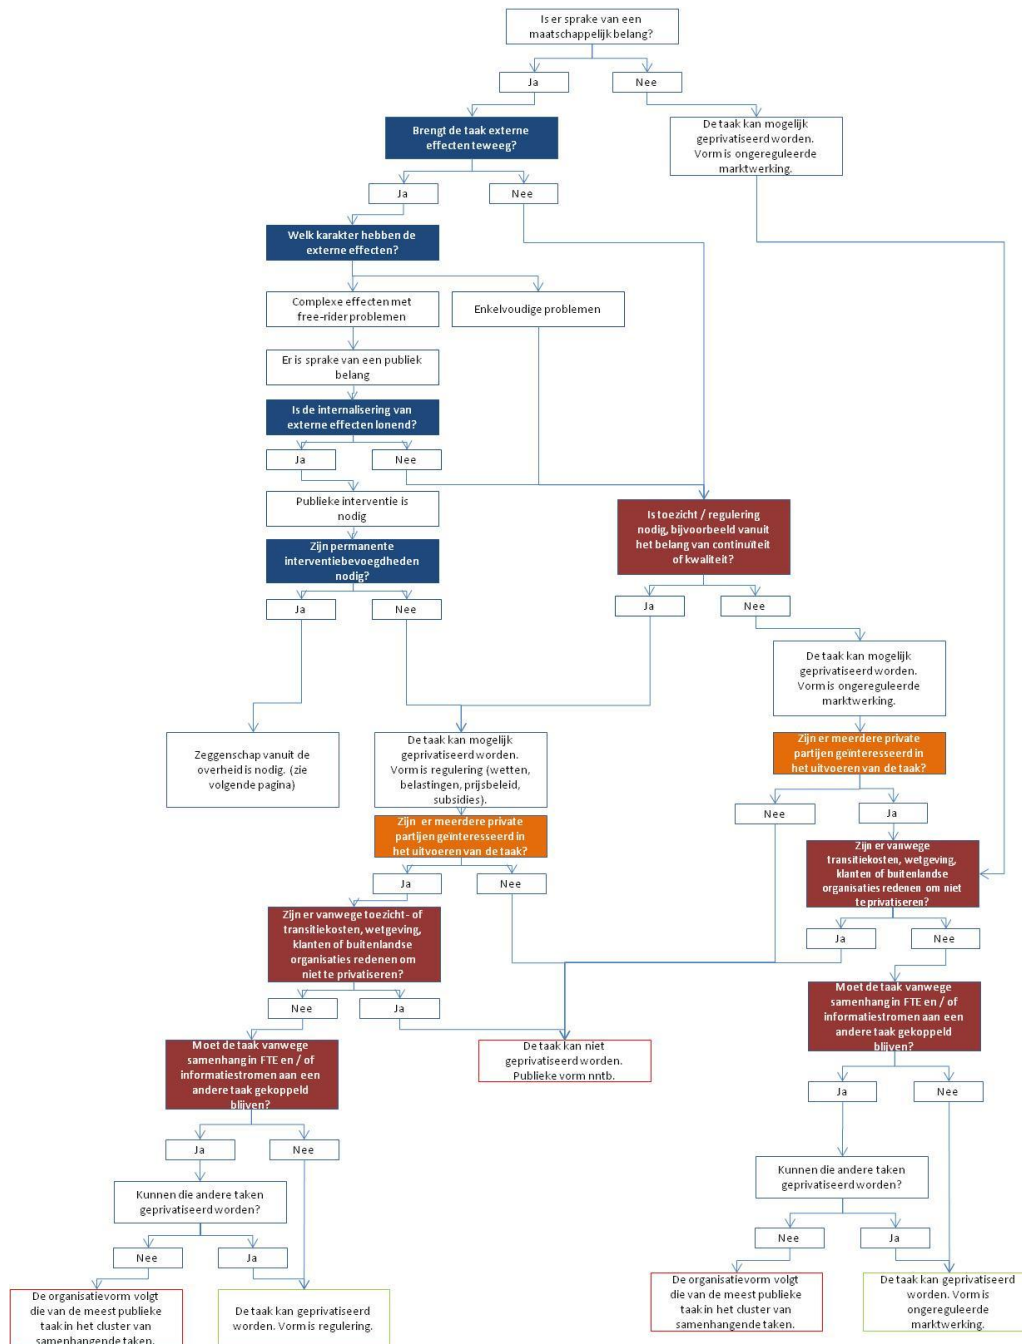 Is er sprake van een
maatschappelijk belang?
Ja
Nee
Brengt de taak externe
effecten teweeg?
De taak kan mogelijk
geprivatiseerd worden.
Vorm is ongereguleerde
marktwerking.
Ja
Nee
Welk karakter hebben de
externe effecten?
Complexe effecten met
free-rider problemen
Enkelvoudige problemen
Er is sprake van een publiek
belang
Is de internalisering van
externe effecten lonend?
Ja
Nee
Publieke interventie is
nodig
Is toezicht / regulering
nodig, bijvoorbeeld vanuit
het belang van continuïteit
of kwaliteit?
Zijn permanente
interventiebevoegdheden
nodig?
Ja
Nee
Ja
Nee
De taak kan mogelijk
geprivatiseerd worden.
Vorm is ongereguleerde
marktwerking.
Zeggenschap vanuit de
overheid is nodig. (zie
volgende pagina)
De taak kan mogelijk
geprivatiseerd worden.
Vorm is regulering (wetten,
belastingen, prijsbeleid,
subsidies).
Zijn er meerdere private
partijen geïnteresseerd in
het uitvoeren van de taak?
Nee
Ja
Zijn er meerdere private
partijen geïnteresseerd in
het uitvoeren van de taak?
Ja
Nee
Zijn er vanwege
transitiekosten, wetgeving,
klanten of buitenlandse
organisaties redenen om niet
te privatiseren?
Ja
Nee
Zijn er vanwege toezicht- of
transitiekosten, wetgeving,
klanten of buitenlandse
organisaties redenen om
niet te privatiseren?
Nee
Ja
Moet de taak vanwege
samenhang in FTE en / of
informatiestromen aan een
andere taak gekoppeld
blijven?
Moet de taak vanwege
samenhang in FTE en / of
informatiestromen aan een
andere taak gekoppeld
blijven?
De taak kan niet
geprivatiseerd worden.
Publieke vorm nntb.
Ja
Nee
Ja
Nee
Kunnen die andere taken
geprivatiseerd worden?
Kunnen die andere taken
geprivatiseerd worden?
Nee
Ja
Nee
Ja
De organisatievorm volgt
die van de meest publieke
taak in het cluster van
samenhangende taken.
De taak kan geprivatiseerd
worden. Vorm is regulering.
De organisatievorm volgt
die van de meest publieke
taak in het cluster van
samenhangende taken.
De taak kan geprivatiseerd
worden. Vorm is
ongereguleerde
marktwerking.